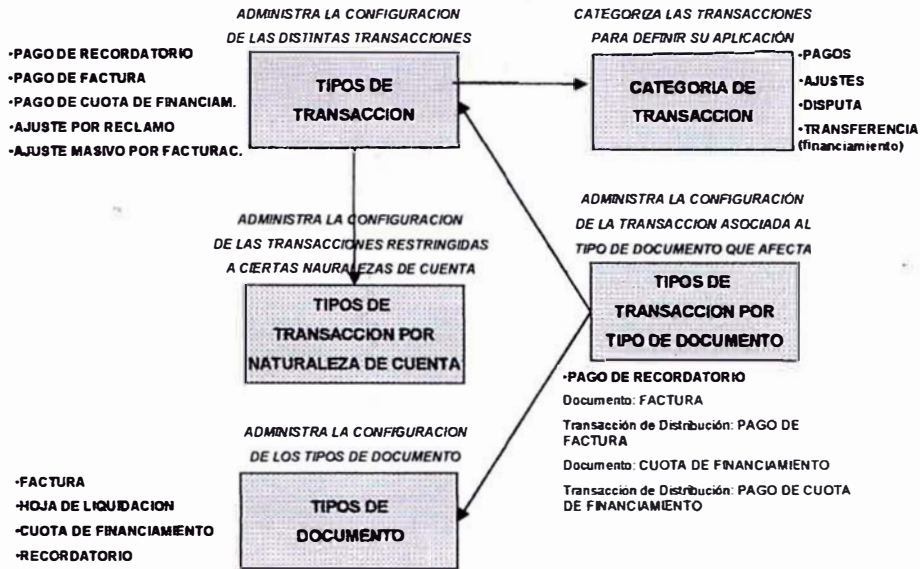 ADMINISTRA LA CONFIGURACION
DE LAS DISTINTAS TRANSACCIONES
•PAGO DE RECORDATORIO
•PAGO DE FACTURA
•PAGO DE CUOTA DE FINANCIAM.
•AJUSTE POR RECLAMO
•AJUSTE MASIVO POR FACTURAC.
TIPOS DE
TRANSACCION
CATEGORIZA LAS TRANSACCIONES
PARA DEFINIR SU APLICACIÓN
CATEGORIA DE
TRANSACCION
•PAGOS
•AJUSTES
•DISPUTA
•TRANSFERENCIA
(financiamiento)
ADMINISTRA LA CONFIGURACION
DE LAS TRANSACCIONES RESTRINGIDAS
A CIERTAS NAURALEZAS DE CUENTA
TIPOS DE
TRANSACCION POR
NATURALEZA DE CUENTA
ADMINISTRA LA CONFIGURACIÓN
DE LA TRANSACCION ASOCIADA AL
TIPO DE DOCUMENTO QUE AFECTA
TIPOS DE
TRANSACCION POR
TIPO DE DOCUMENTO
•PAGO DE RECORDATORIO
Documento: FACTURA
Transacción de Distribución: PAGO DE
FACTURA
Documento: CUOTA DE FINANCIAMIENTO
Transacción de Distribución: PAGO DE CUOTA
DE FINANCIAMIENTO
ADMINISTRA LA CONFIGURACION
DE LOS TIPOS DE DOCUMENTO
•FACTURA
•HOJA DE LIQUIDACION
•CUOTA DE FINANCIAMIENTO
•RECORDATORIO
TIPOS DE
DOCUMENTO